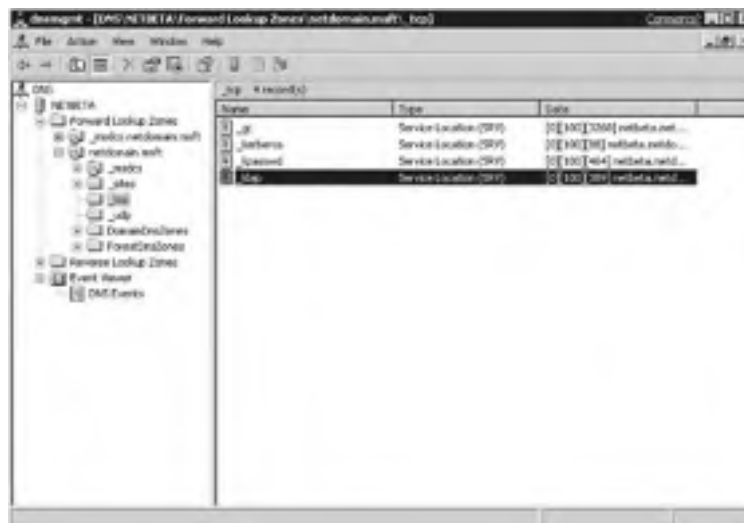 dnsmgmt - [DNS\NETBETA\Forward Lookup Zones\netdomain.msft\_tcp]
File Action View Window Help
DNS
NETBETA
Forward Lookup Zones
_msdcs.netdomain.msft
netdomain.msft
_msdcs
_sites
_tcp
_udp
DomainDnsZones
ForestDnsZones
Reverse Lookup Zones
Event Viewer
DNS Events
_tcp 4 record(s)
Name Type Data
_gc Service Location (SRV) [0][100][3268] netbeta.net...
_kerberos Service Location (SRV) [0][100][88] netbeta.netdo...
_kpasswd Service Location (SRV) [0][100][464] netbeta.netd...
_ldap Service Location (SRV) [0][100][389] netbeta.netd...